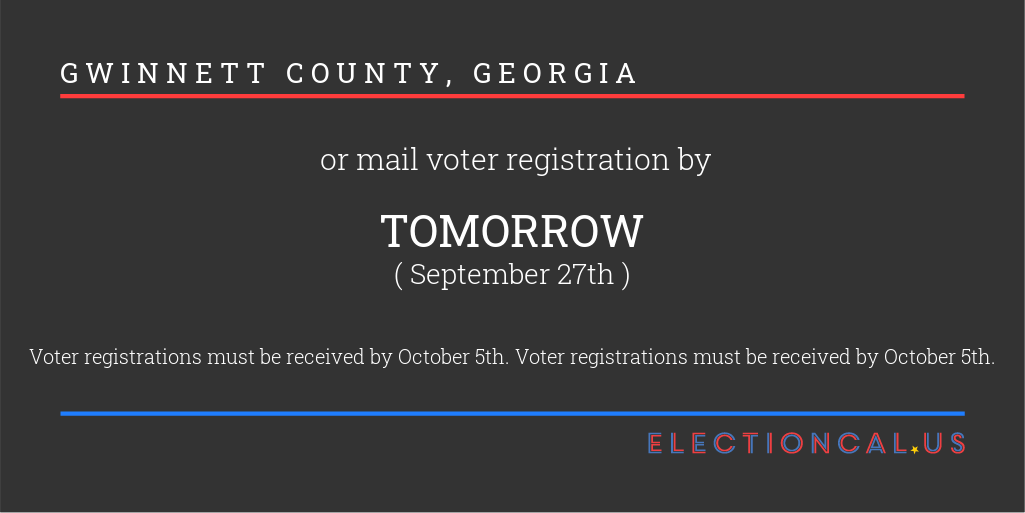 GWINNETT COUNTY, GEORGIA
or mail voter registration by
TOMORROW
( September 27th )
Voter registrations must be received by October 5th. Voter registrations must be received by October 5th.
ELECTIONCAL.US